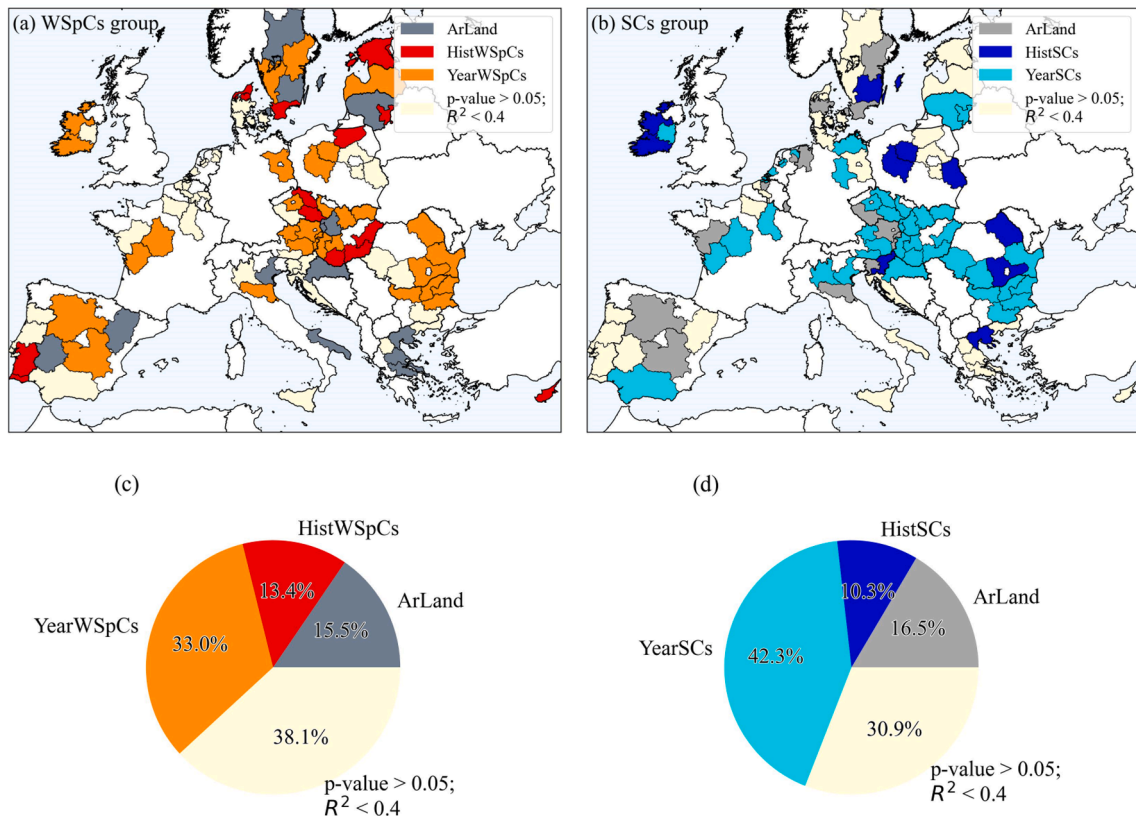 (a) WSpCs group
ArLand
HistWSpCs
YearWSpCs
p-value > 0.05;
R² < 0.4
(b) SCs group
ArLand
HistSCs
YearSCs
p-value > 0.05;
R² < 0.4
(c)
HistWSpCs
13.4%
ArLand
15.5%
YearWSpCs
33.0%
38.1%
p-value > 0.05;
R² < 0.4
(d)
HistSCs
10.3%
ArLand
16.5%
YearSCs
42.3%
30.9%
p-value > 0.05;
R² < 0.4